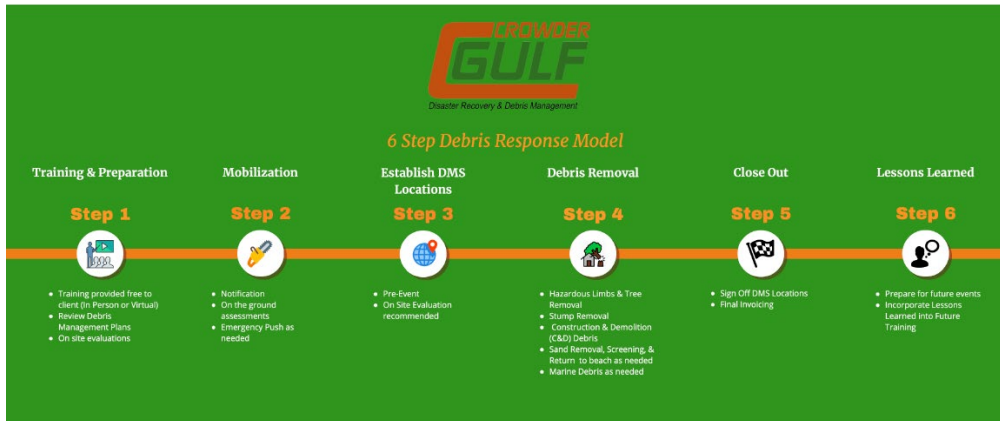 CROWDER
GULF
Disaster Recovery & Debris Management
6 Step Debris Response Model
Training & Preparation
Step 1
• Training provided free to
client (In Person or Virtual)
• Review Debris
Management Plans
• On site evaluations
Mobilization
Step 2
• Notification
• On the ground
assessments
• Emergency Push as
needed
Establish DMS
Locations
Step 3
• Pre-Event
• On Site Evaluation
recommended
Debris Removal
Step 4
• Hazardous Limbs & Tree
Removal
• Stump Removal
• Construction & Demolition
(C&D) Debris
• Sand Removal, Screening, &
Return to beach as needed
• Marine Debris as needed
Close Out
Step 5
• Sign Off DMS Locations
• Final Invoicing
Lessons Learned
Step 6
• Prepare for future events
• Incorporate Lessons
Learned into Future
Training